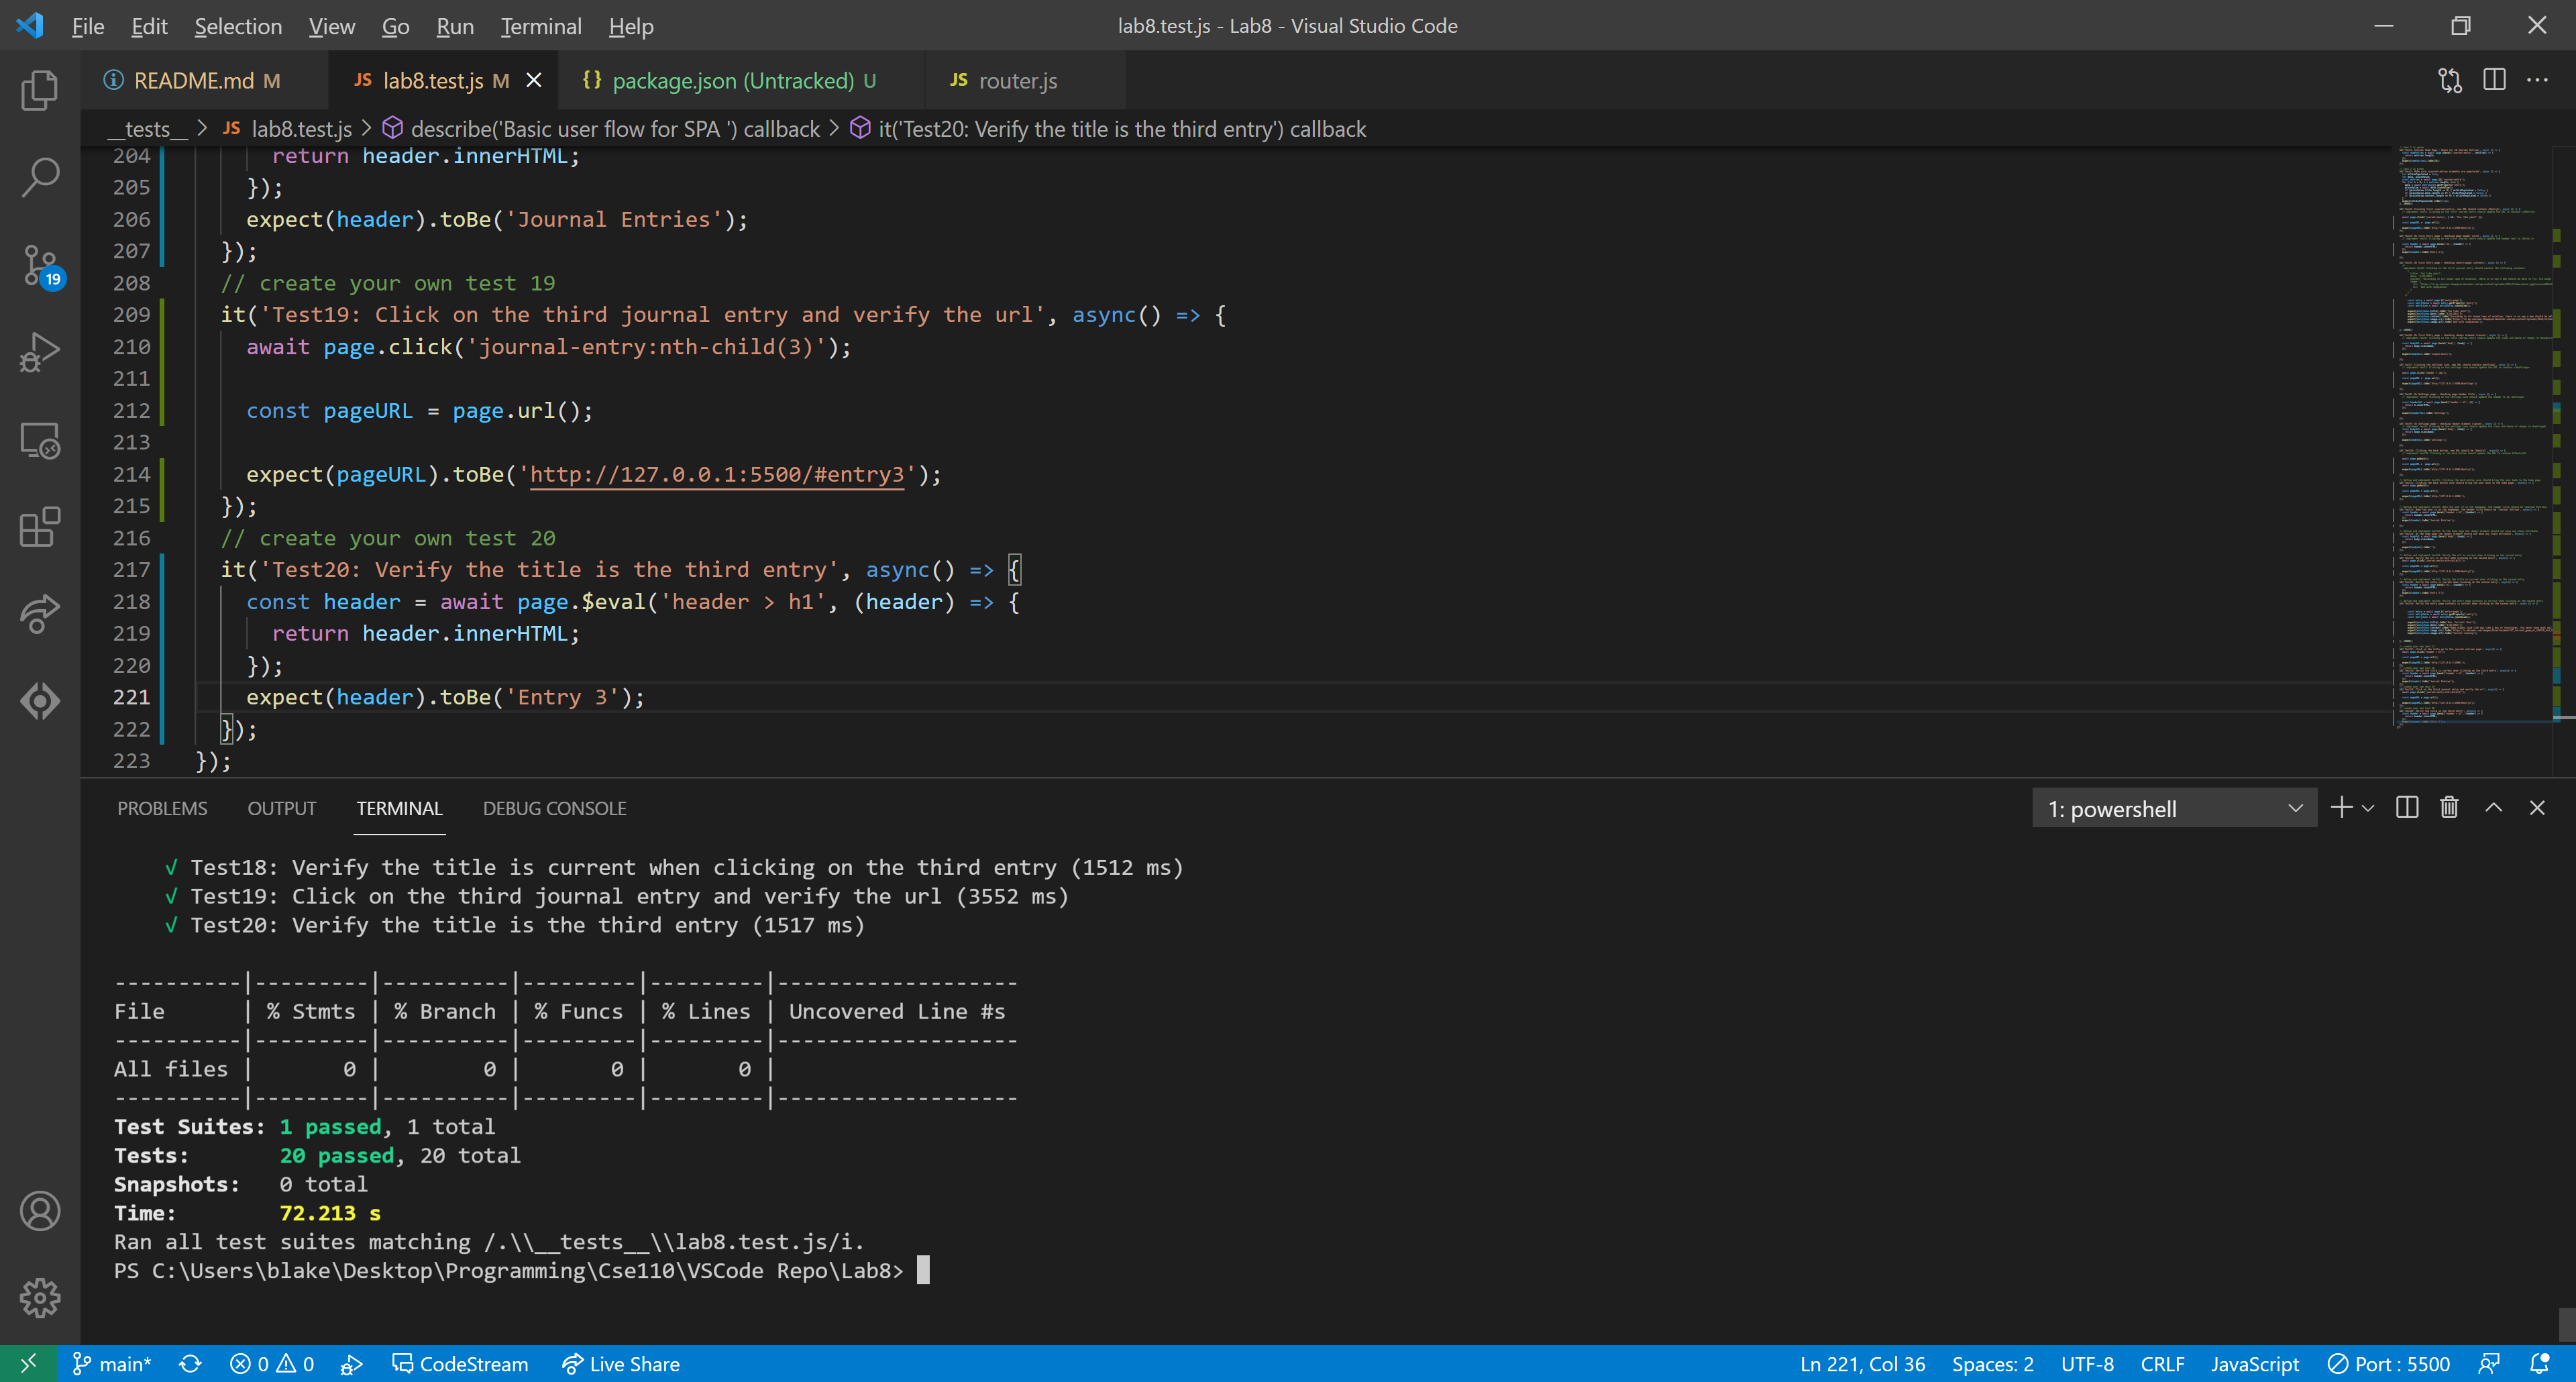 File Edit Selection View Go Run Terminal Help lab8.test.js - Lab8 - Visual Studio Code
README.md M JS lab8.test.js M {} package.json (Untracked) U JS router.js
__tests__ > JS lab8.test.js > describe('Basic user flow for SPA ') callback > it('Test20: Verify the title is the third entry') callback
204 return header.innerHTML;
205 });
206 expect(header).toBe('Journal Entries');
207 });
208 // create your own test 19
209 it('Test19: Click on the third journal entry and verify the url', async() => {
210 await page.click('journal-entry:nth-child(3)');
211
212 const pageURL = page.url();
213
214 expect(pageURL).toBe('http://127.0.0.1:5500/#entry3');
215 });
216 // create your own test 20
217 it('Test20: Verify the title is the third entry', async() => {
218 const header = await page.$eval('header > h1', (header) => {
219 return header.innerHTML;
220 });
221 expect(header).toBe('Entry 3');
222 });
223 });
19
PROBLEMS OUTPUT TERMINAL DEBUG CONSOLE 1: powershell
√ Test18: Verify the title is current when clicking on the third entry (1512 ms)
√ Test19: Click on the third journal entry and verify the url (3552 ms)
√ Test20: Verify the title is the third entry (1517 ms)
----------|---------|----------|---------|---------|-------------------
File | % Stmts | % Branch | % Funcs | % Lines | Uncovered Line #s
----------|---------|----------|---------|---------|-------------------
All files | 0 | 0 | 0 | 0 |
----------|---------|----------|---------|---------|-------------------
Test Suites: 1 passed, 1 total
Tests: 20 passed, 20 total
Snapshots: 0 total
Time: 72.213 s
Ran all test suites matching /.\\__tests__\\lab8.test.js/i.
PS C:\Users\blake\Desktop\Programming\Cse110\VSCode Repo\Lab8>
main* 0 0 CodeStream Live Share Ln 221, Col 36 Spaces: 2 UTF-8 CRLF JavaScript Port : 5500